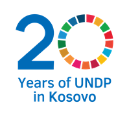 20
Years of UNDP
in Kosovo